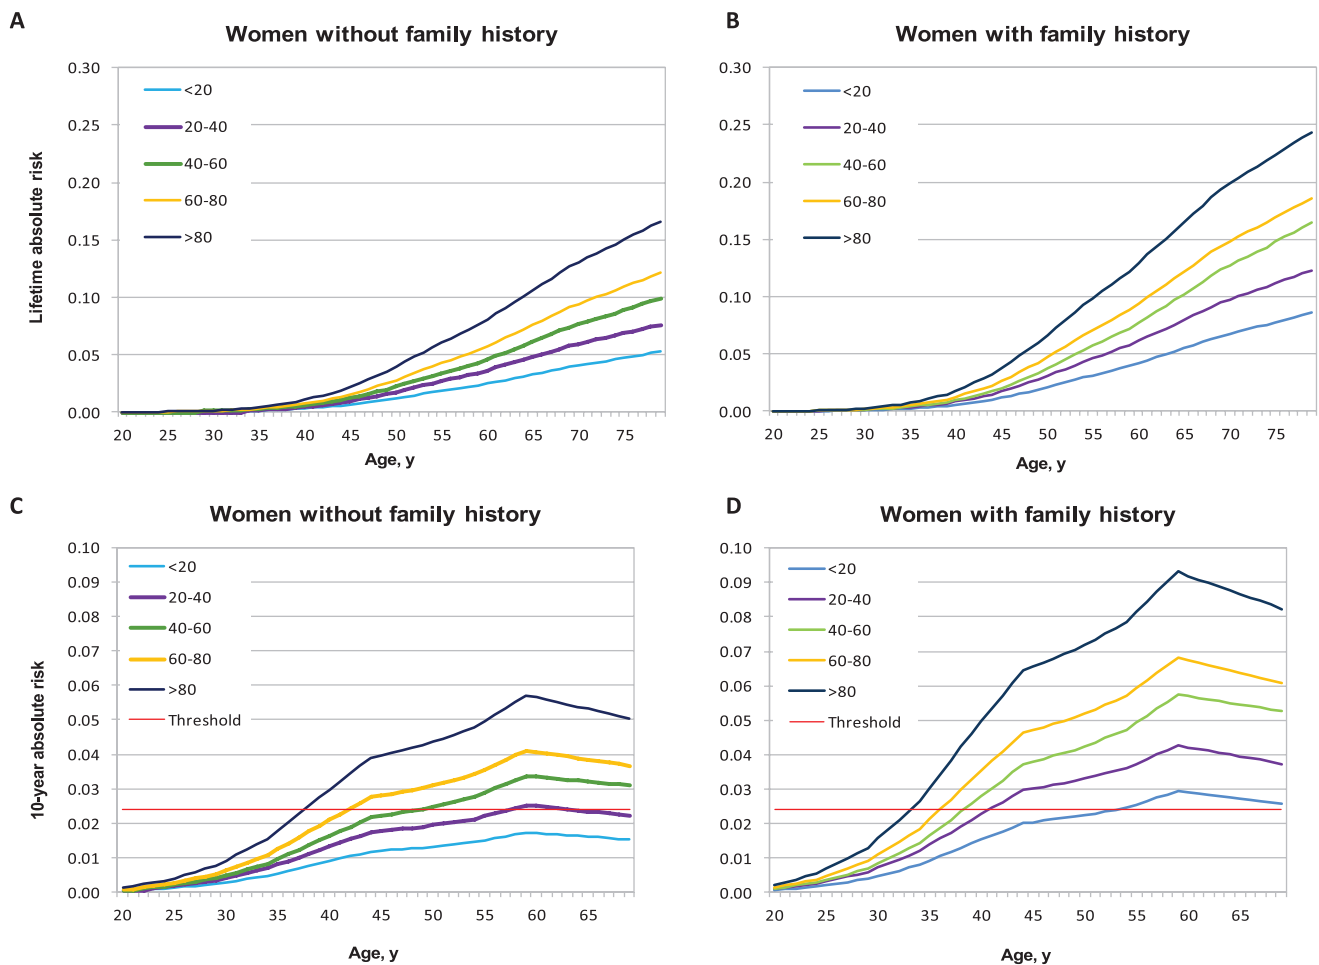 A
Women without family history
Lifetime absolute risk
0.30
0.25
0.20
0.15
0.10
0.05
0.00
<20
20-40
40-60
60-80
>80
20 25 30 35 40 45 50 55 60 65 70 75
Age, y
B
Women with family history
0.30
0.25
0.20
0.15
0.10
0.05
0.00
<20
20-40
40-60
60-80
>80
20 25 30 35 40 45 50 55 60 65 70 75
Age, y
C
Women without family history
10-year absolute risk
0.10
0.09
0.08
0.07
0.06
0.05
0.04
0.03
0.02
0.01
0.00
<20
20-40
40-60
60-80
>80
Threshold
20 25 30 35 40 45 50 55 60 65
Age, y
D
Women with family history
0.10
0.09
0.08
0.07
0.06
0.05
0.04
0.03
0.02
0.01
0.00
<20
20-40
40-60
60-80
>80
Threshold
20 25 30 35 40 45 50 55 60 65
Age, y